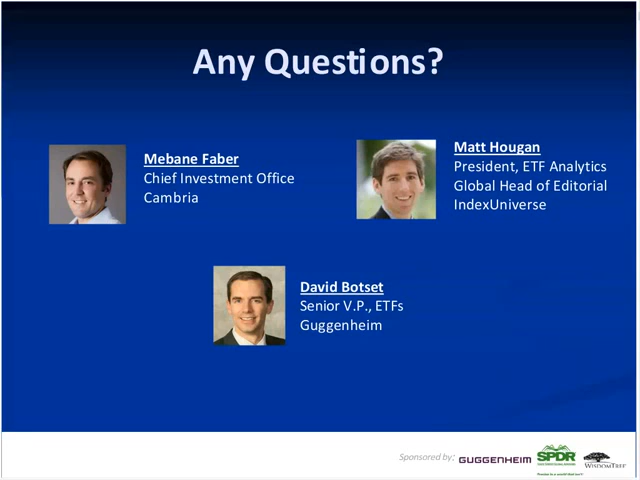 Any Questions?
Mebane Faber
Chief Investment Office
Cambria
Matt Hougan
President, ETF Analytics
Global Head of Editorial
IndexUniverse
David Botset
Senior V.P., ETFs
Guggenheim
Sponsored by:
GUGGENHEIM
SPDR
WISDOMTREE